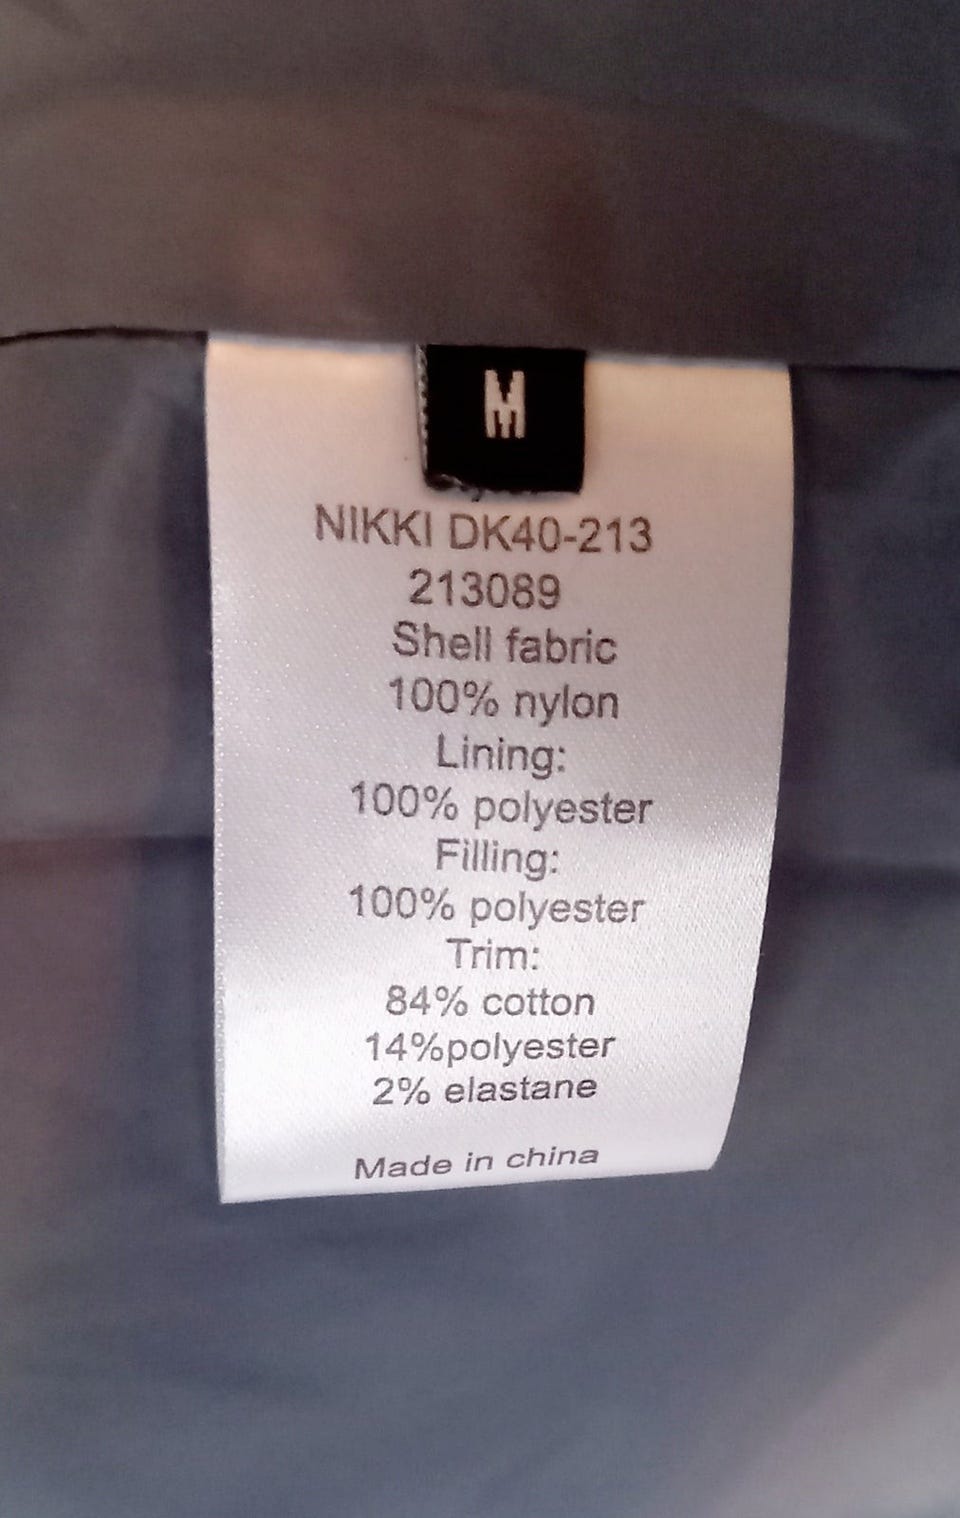 M
NIKKI DK40-213
213089
Shell fabric
100% nylon
Lining:
100% polyester
Filling:
100% polyester
Trim:
84% cotton
14%polyester
2% elastane
Made in china